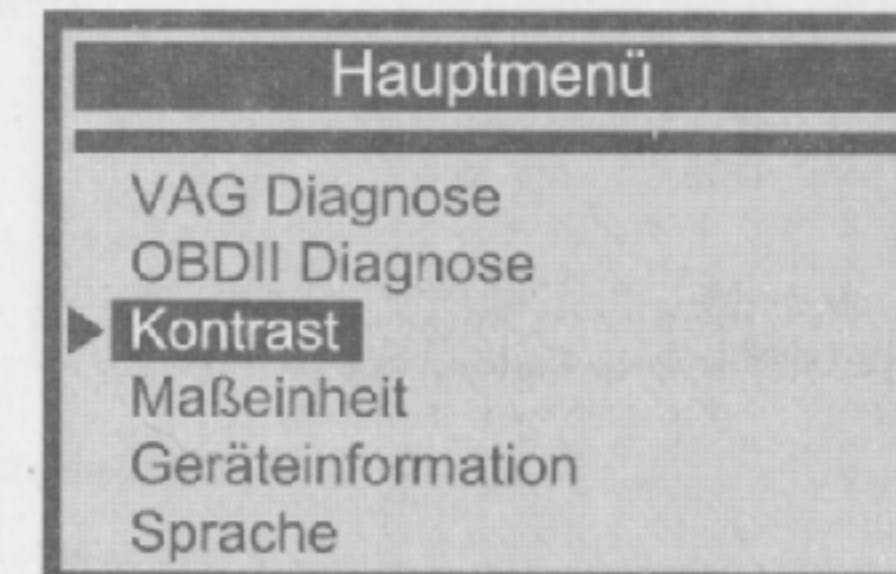 Hauptmenü
VAG Diagnose
OBDII Diagnose
Kontrast
Maßeinheit
Geräteinformation
Sprache